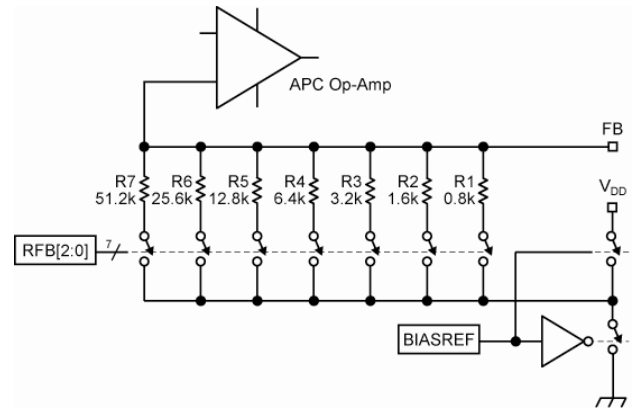 APC Op-Amp
FB
R7 R6 R5 R4 R3 R2 R1
51.2k 25.6k 12.8k 6.4k 3.2k 1.6k 0.8k
VDD
RFB[2:0]
7
BIASREF